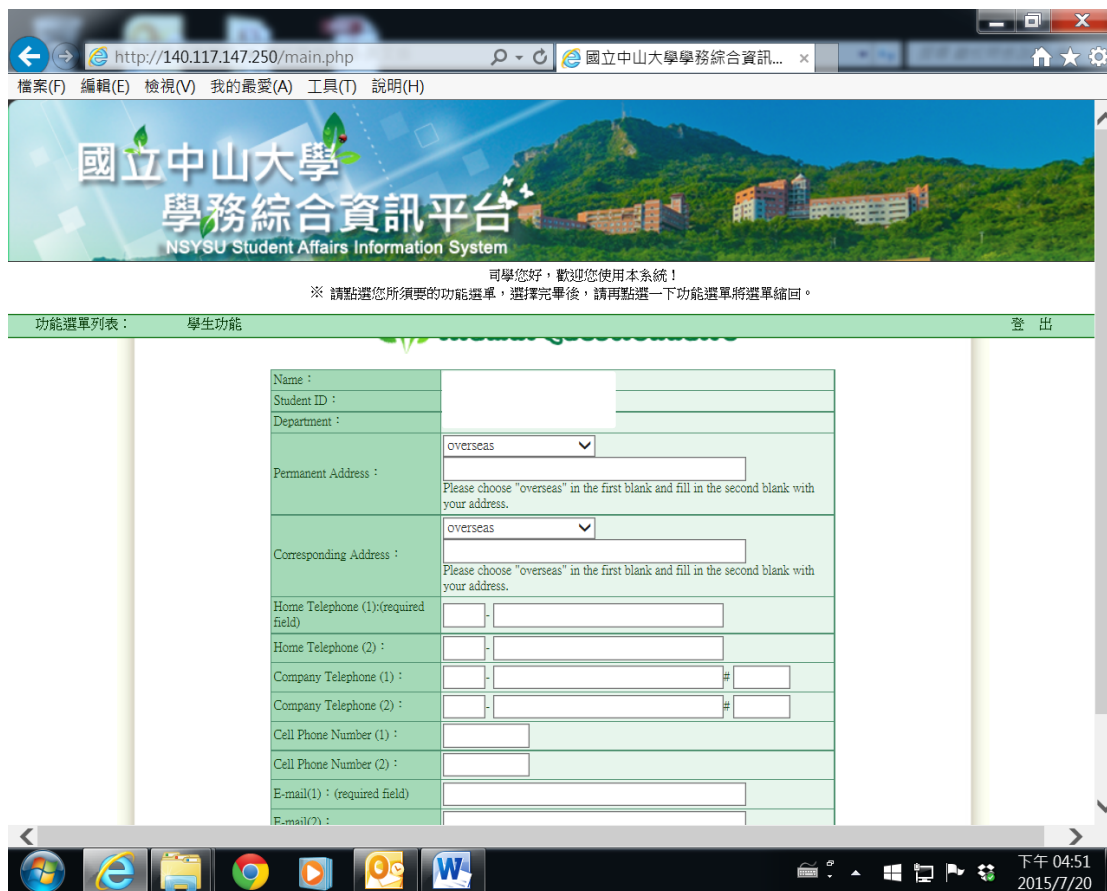 http://140.117.147.250/main.php
國立中山大學學務綜合資訊...
檔案(F) 編輯(E) 檢視(V) 我的最愛(A) 工具(T) 說明(H)
國立中山大學
學務綜合資訊平台
NSYSU Student Affairs Information System
司學您好，歡迎您使用本系統！
※ 請點選您所須要的功能選單，選擇完畢後，請再點選一下功能選單將選單縮回。
功能選單列表： 學生功能 登 出
Name：
Student ID：
Department：
overseas
Permanent Address：
Please choose "overseas" in the first blank and fill in the second blank with
your address.
overseas
Corresponding Address：
Please choose "overseas" in the first blank and fill in the second blank with
your address.
Home Telephone (1):(required
field)
-
Home Telephone (2)： -
Company Telephone (1)： - #
Company Telephone (2)： - #
Cell Phone Number (1)：
Cell Phone Number (2)：
E-mail(1)：(required field)
E-mail(2)：
下午 04:51
2015/7/20